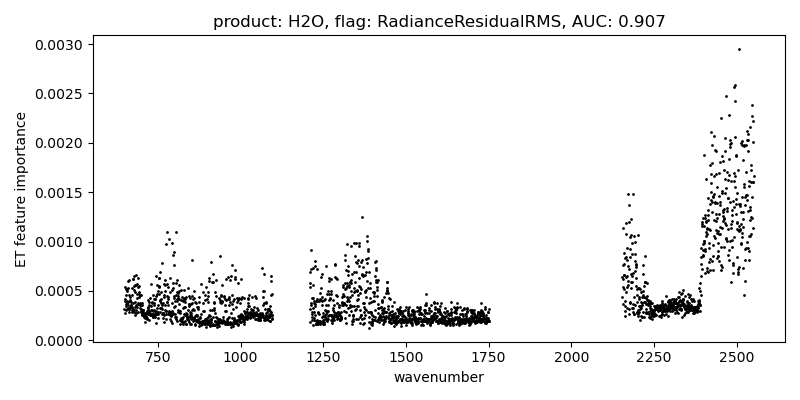 product: H2O, flag: RadianceResidualRMS, AUC: 0.907
0.0030
0.0025
0.0020
0.0015
0.0010
0.0005
0.0000
ET feature importance
750 1000 1250 1500 1750 2000 2250 2500
wavenumber